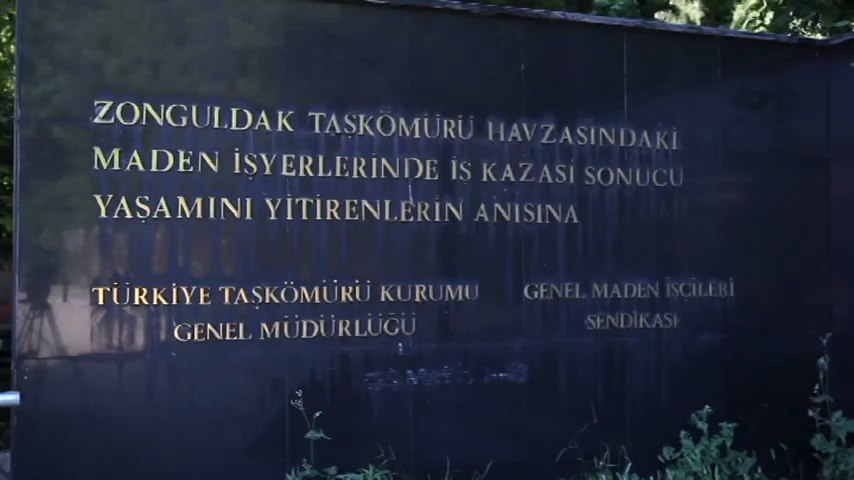 ZONGULDAK TAŞKÖMÜRÜ HAVZASINDAKİ
MADEN İŞYERLERİNDE İŞ KAZASI SONUCU
YAŞAMINI YİTİRENLERİN ANISINA
TÜRKİYE TAŞKÖMÜRÜ KURUMU
GENEL MÜDÜRLÜĞÜ
GENEL MADEN İŞÇİLERİ
SENDİKASI